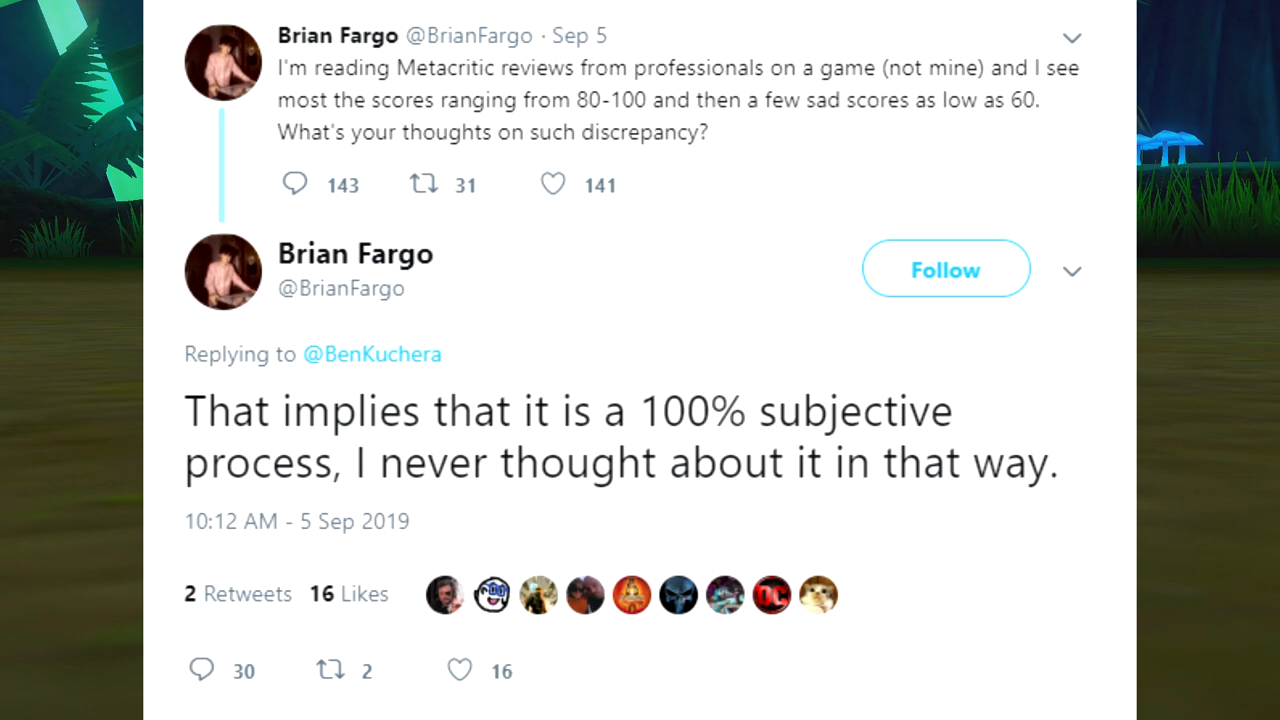 Brian Fargo @BrianFargo · Sep 5
I'm reading Metacritic reviews from professionals on a game (not mine) and I see
most the scores ranging from 80-100 and then a few sad scores as low as 60.
What's your thoughts on such discrepancy?
143 31 141
Brian Fargo
@BrianFargo
Follow
Replying to @BenKuchera
That implies that it is a 100% subjective
process, I never thought about it in that way.
10:12 AM - 5 Sep 2019
2 Retweets 16 Likes
DC
30 2 16